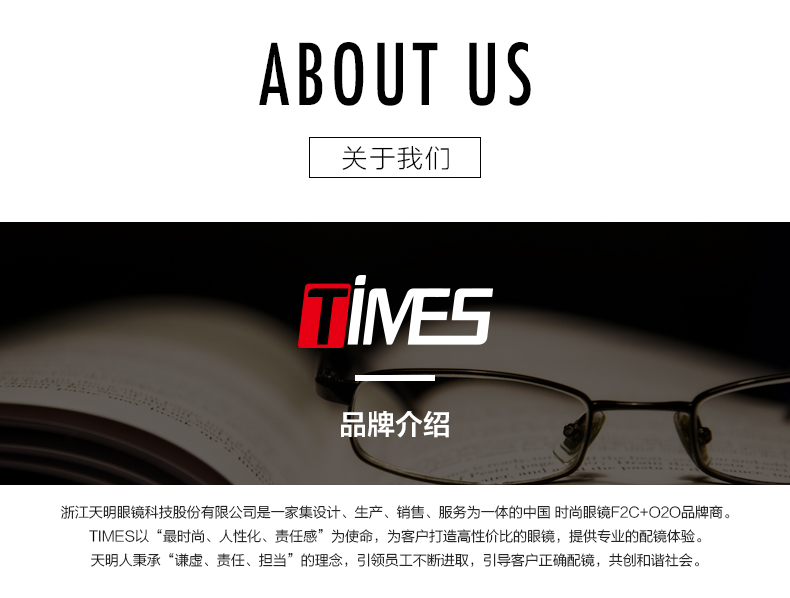 ABOUT US
关于我们
TIMES
品牌介绍
浙江天明眼镜科技股份有限公司是一家集设计、生产、销售、服务为一体的中国 时尚眼镜F2C+O2O品牌商。
TIMES以“最时尚、人性化、责任感”为使命，为客户打造高性价比的眼镜，提供专业的配镜体验。
天明人秉承“谦虚、责任、担当”的理念，引领员工不断进取，引导客户正确配镜，共创和谐社会。